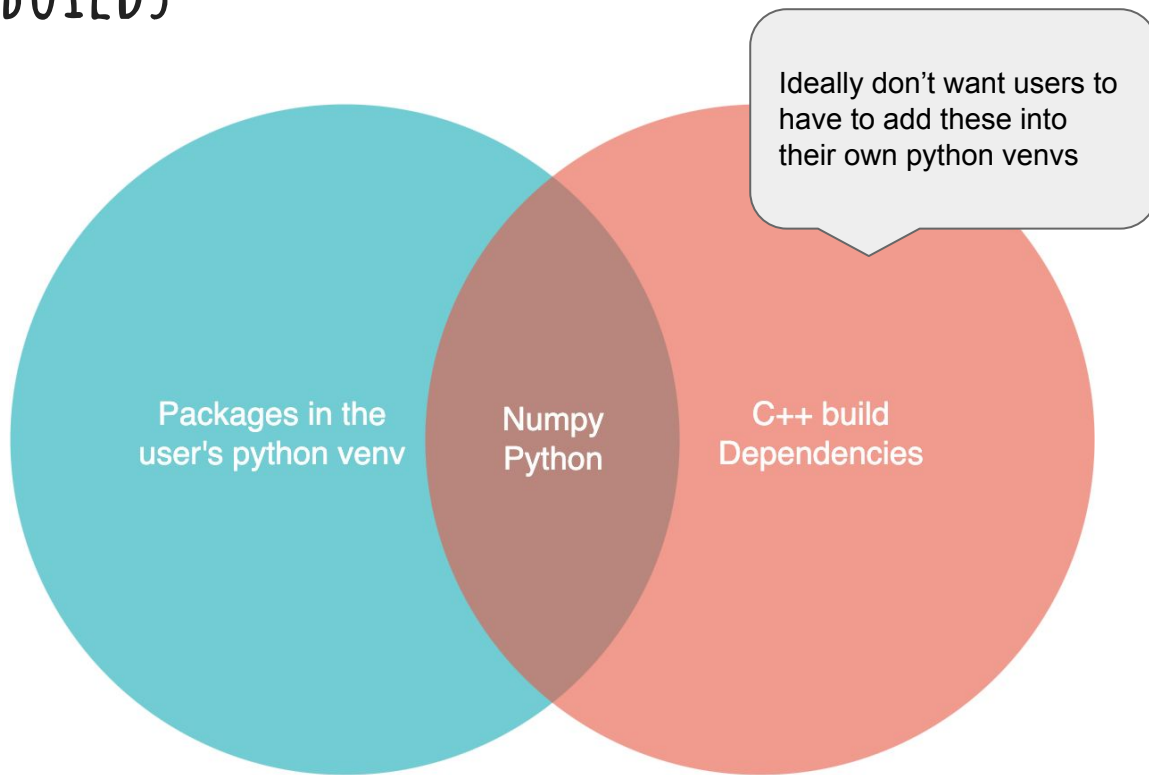 BUILDS
Ideally don’t want users to
have to add these into
their own python venvs
Packages in the
user's python venv
Numpy
Python
C++ build
Dependencies